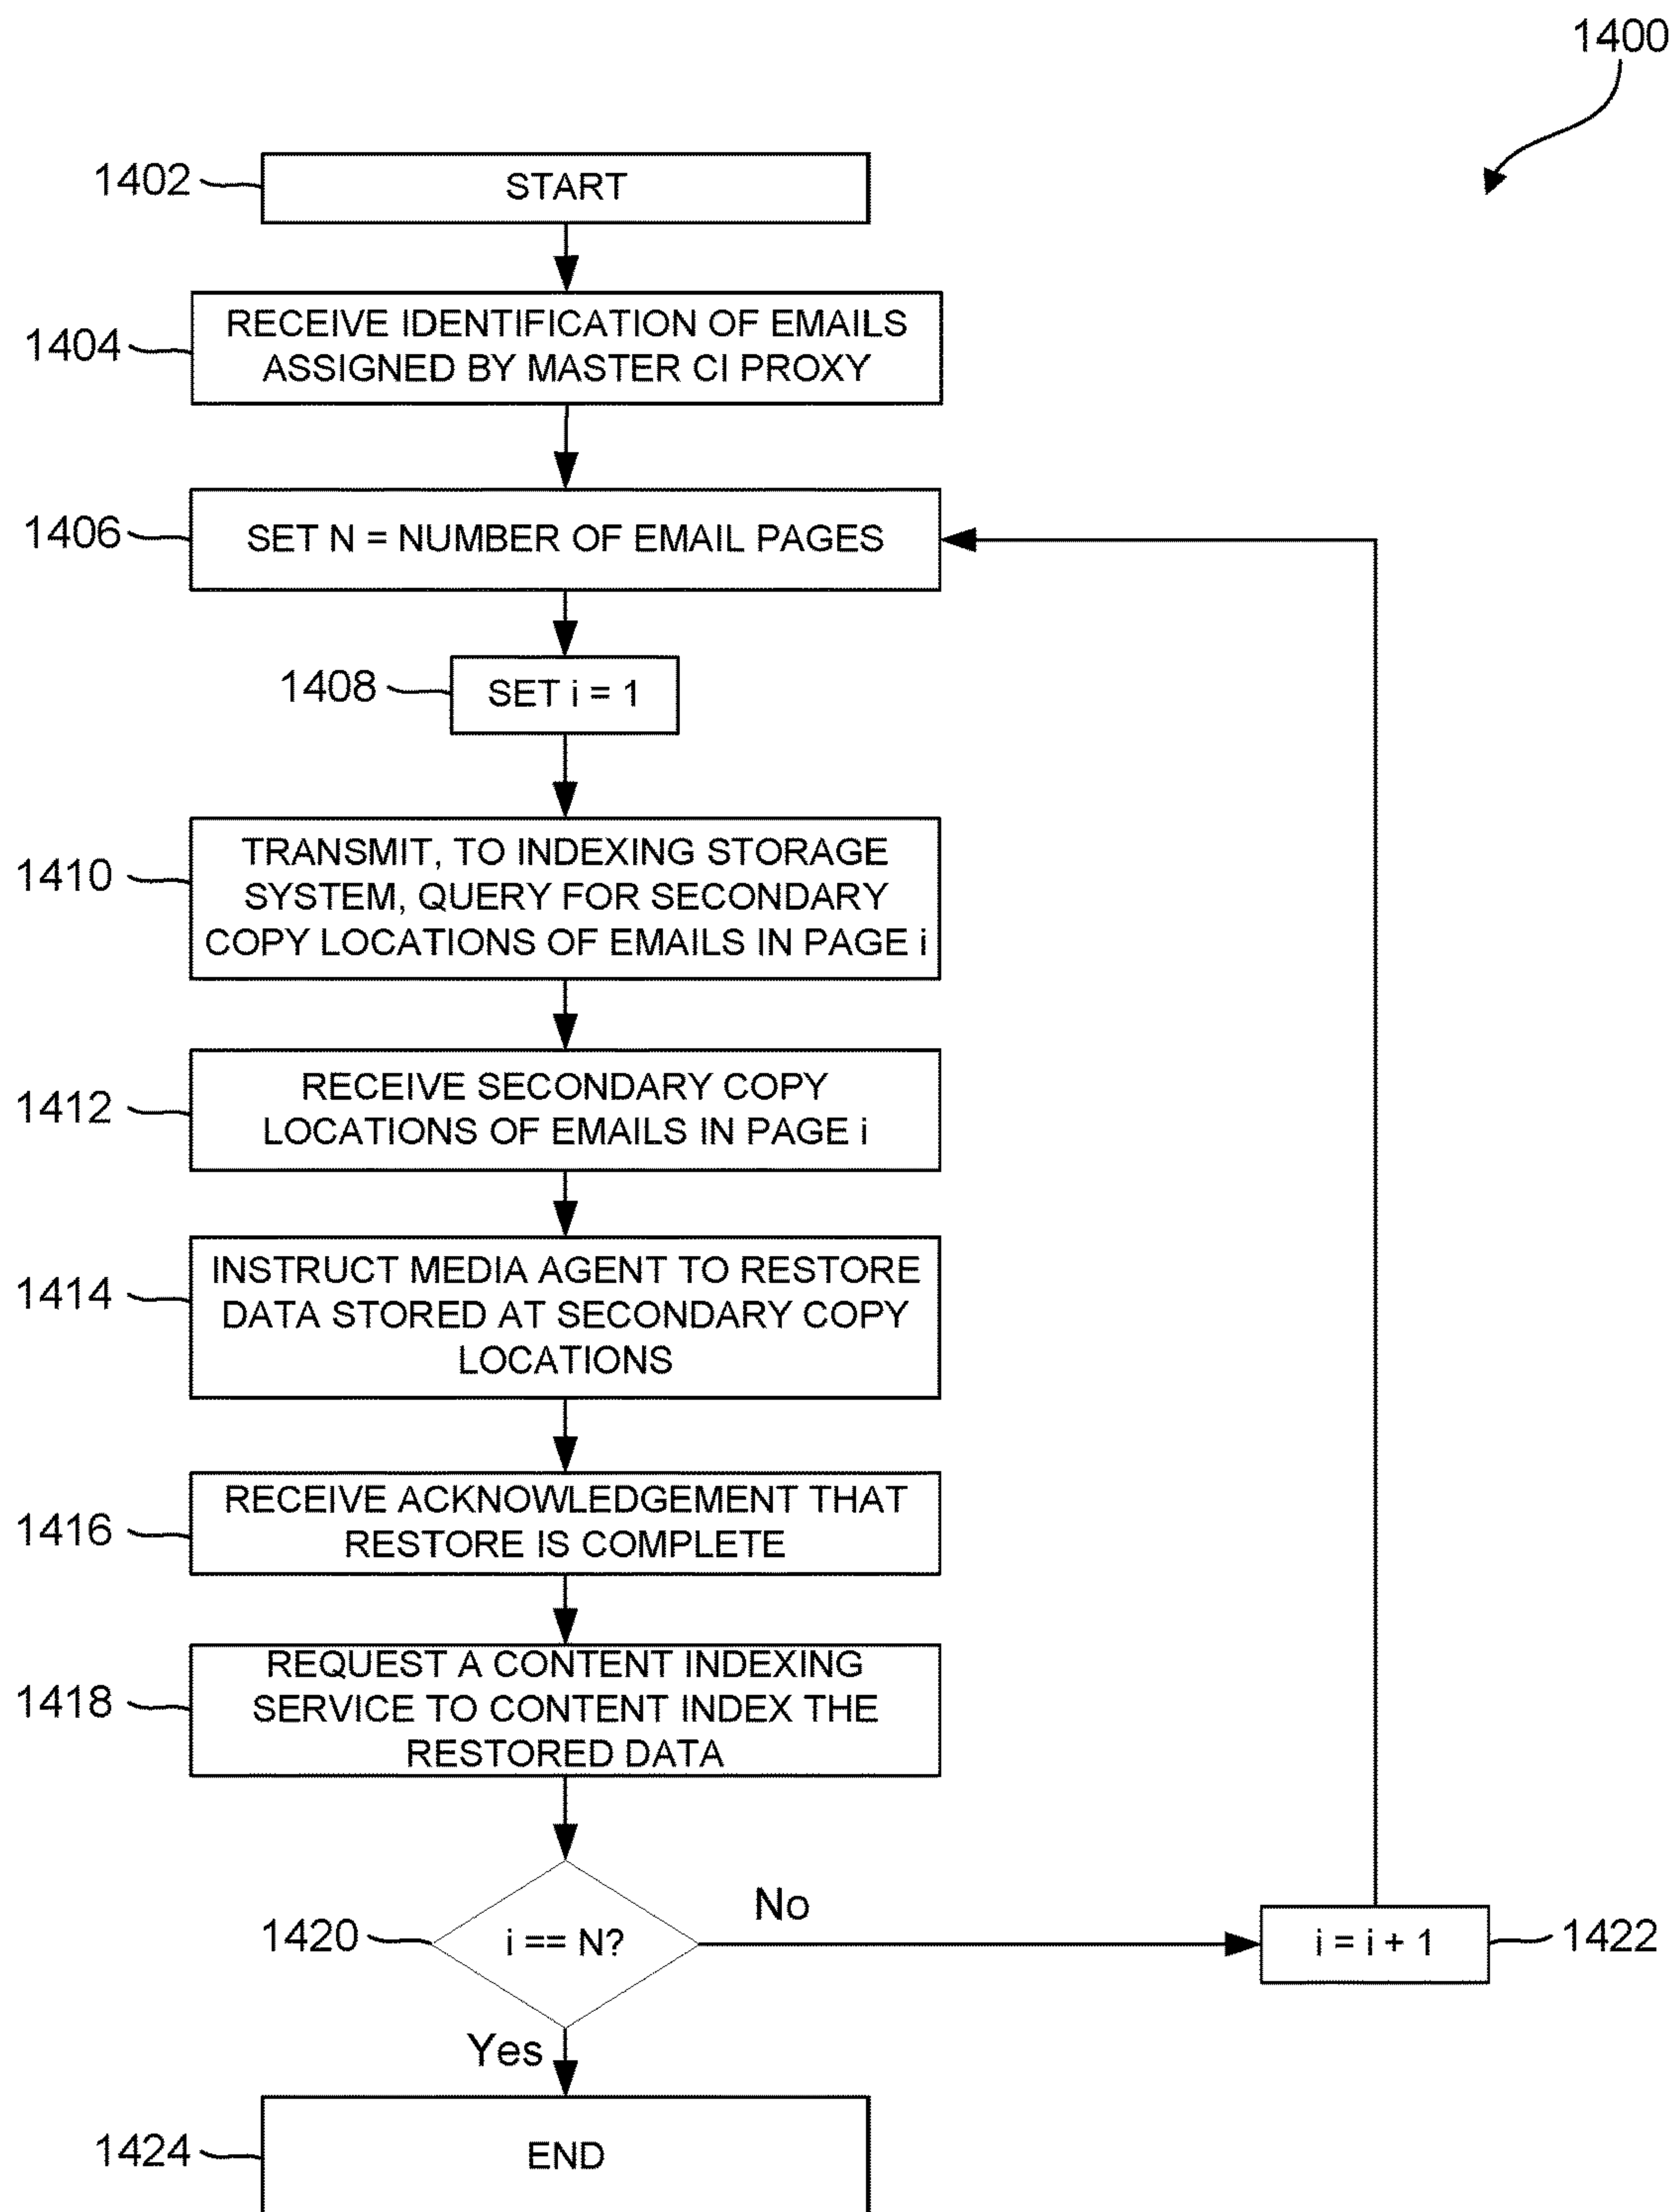 1400
1402
START
1404
RECEIVE IDENTIFICATION OF EMAILS
ASSIGNED BY MASTER CI PROXY
1406
SET N = NUMBER OF EMAIL PAGES
1408
SET i = 1
1410
TRANSMIT, TO INDEXING STORAGE
SYSTEM, QUERY FOR SECONDARY
COPY LOCATIONS OF EMAILS IN PAGE i
1412
RECEIVE SECONDARY COPY
LOCATIONS OF EMAILS IN PAGE i
1414
INSTRUCT MEDIA AGENT TO RESTORE
DATA STORED AT SECONDARY COPY
LOCATIONS
1416
RECEIVE ACKNOWLEDGEMENT THAT
RESTORE IS COMPLETE
1418
REQUEST A CONTENT INDEXING
SERVICE TO CONTENT INDEX THE
RESTORED DATA
1420
i == N?
No
i = i + 1
1422
Yes
1424
END